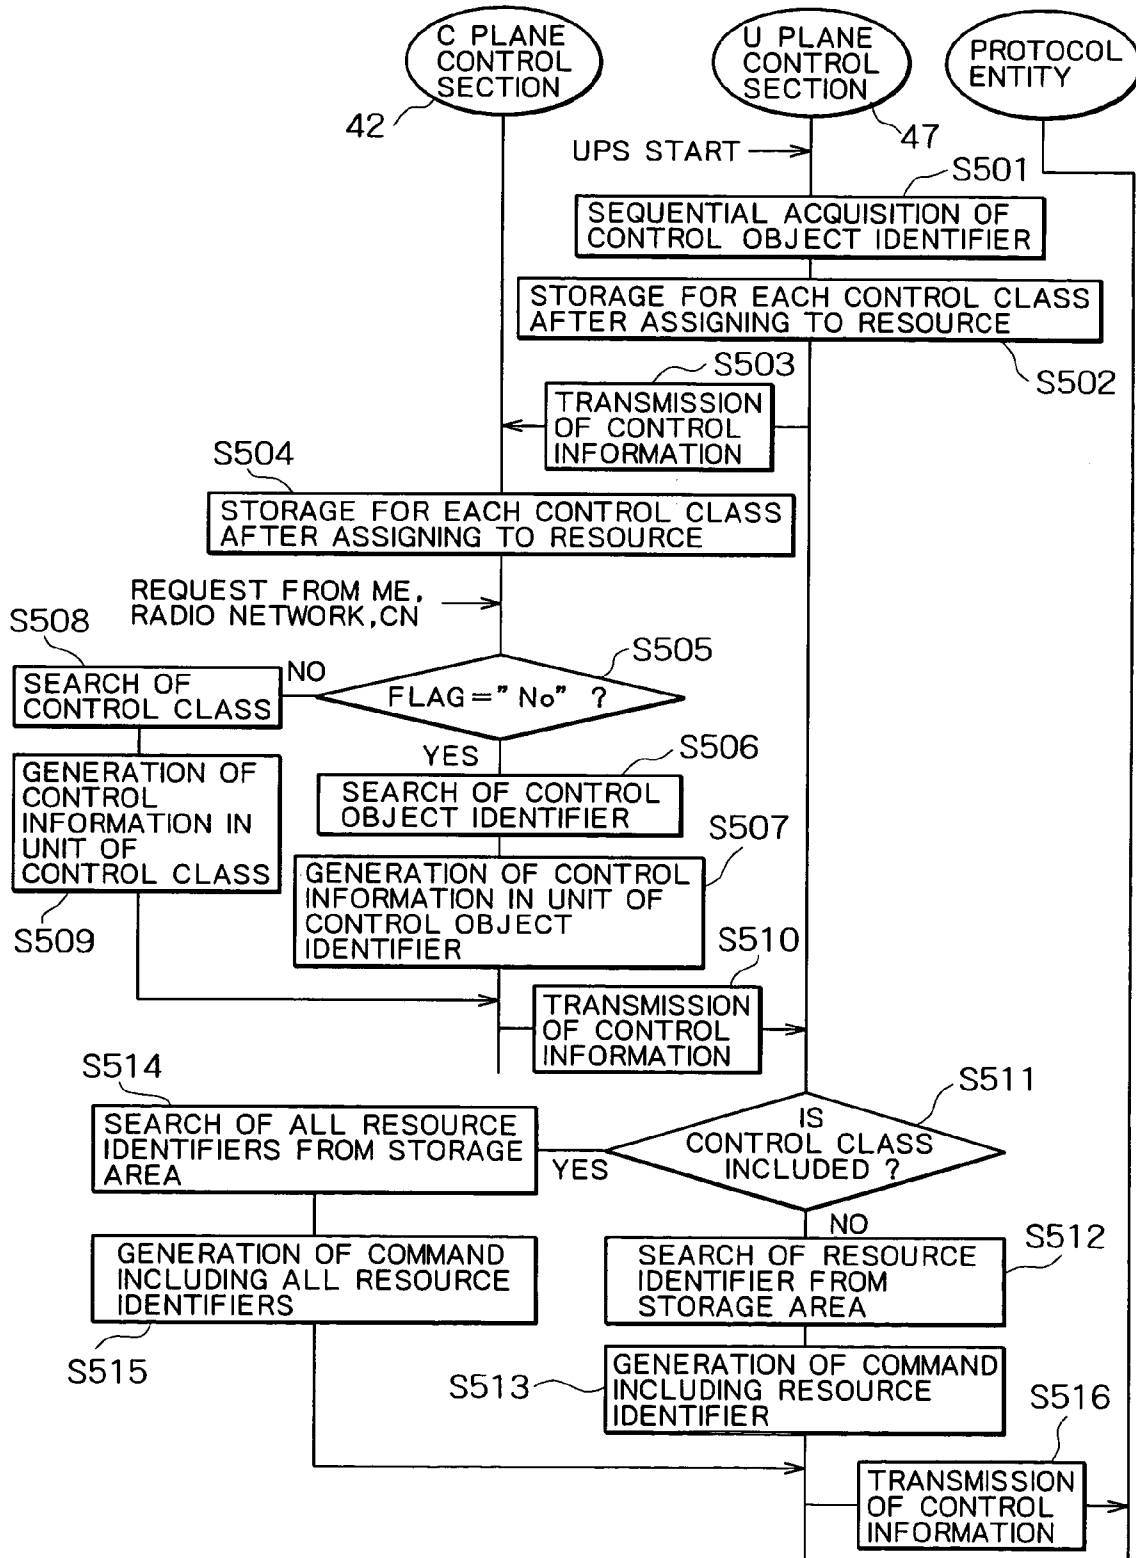 C PLANE
CONTROL
SECTION
U PLANE
CONTROL
SECTION
PROTOCOL
ENTITY
42
47
UPS START
S501
SEQUENTIAL ACQUISITION OF
CONTROL OBJECT IDENTIFIER
STORAGE FOR EACH CONTROL CLASS
AFTER ASSIGNING TO RESOURCE
S502
S503
TRANSMISSION
OF CONTROL
INFORMATION
S504
STORAGE FOR EACH CONTROL CLASS
AFTER ASSIGNING TO RESOURCE
REQUEST FROM ME,
RADIO NETWORK,CN
S508
SEARCH OF
CONTROL CLASS
NO
S505
FLAG="No" ?
YES
S506
SEARCH OF CONTROL
OBJECT IDENTIFIER
GENERATION OF
CONTROL
INFORMATION IN
UNIT OF
CONTROL CLASS
S509
S507
GENERATION OF CONTROL
INFORMATION IN UNIT OF
CONTROL OBJECT
IDENTIFIER
S510
TRANSMISSION
OF CONTROL
INFORMATION
S514
SEARCH OF ALL RESOURCE
IDENTIFIERS FROM STORAGE
AREA
YES
S511
IS
CONTROL CLASS
INCLUDED ?
NO
S512
SEARCH OF RESOURCE
IDENTIFIER FROM
STORAGE AREA
GENERATION OF COMMAND
INCLUDING ALL RESOURCE
IDENTIFIERS
S515
S513
GENERATION OF COMMAND
INCLUDING RESOURCE
IDENTIFIER
S516
TRANSMISSION
OF CONTROL
INFORMATION